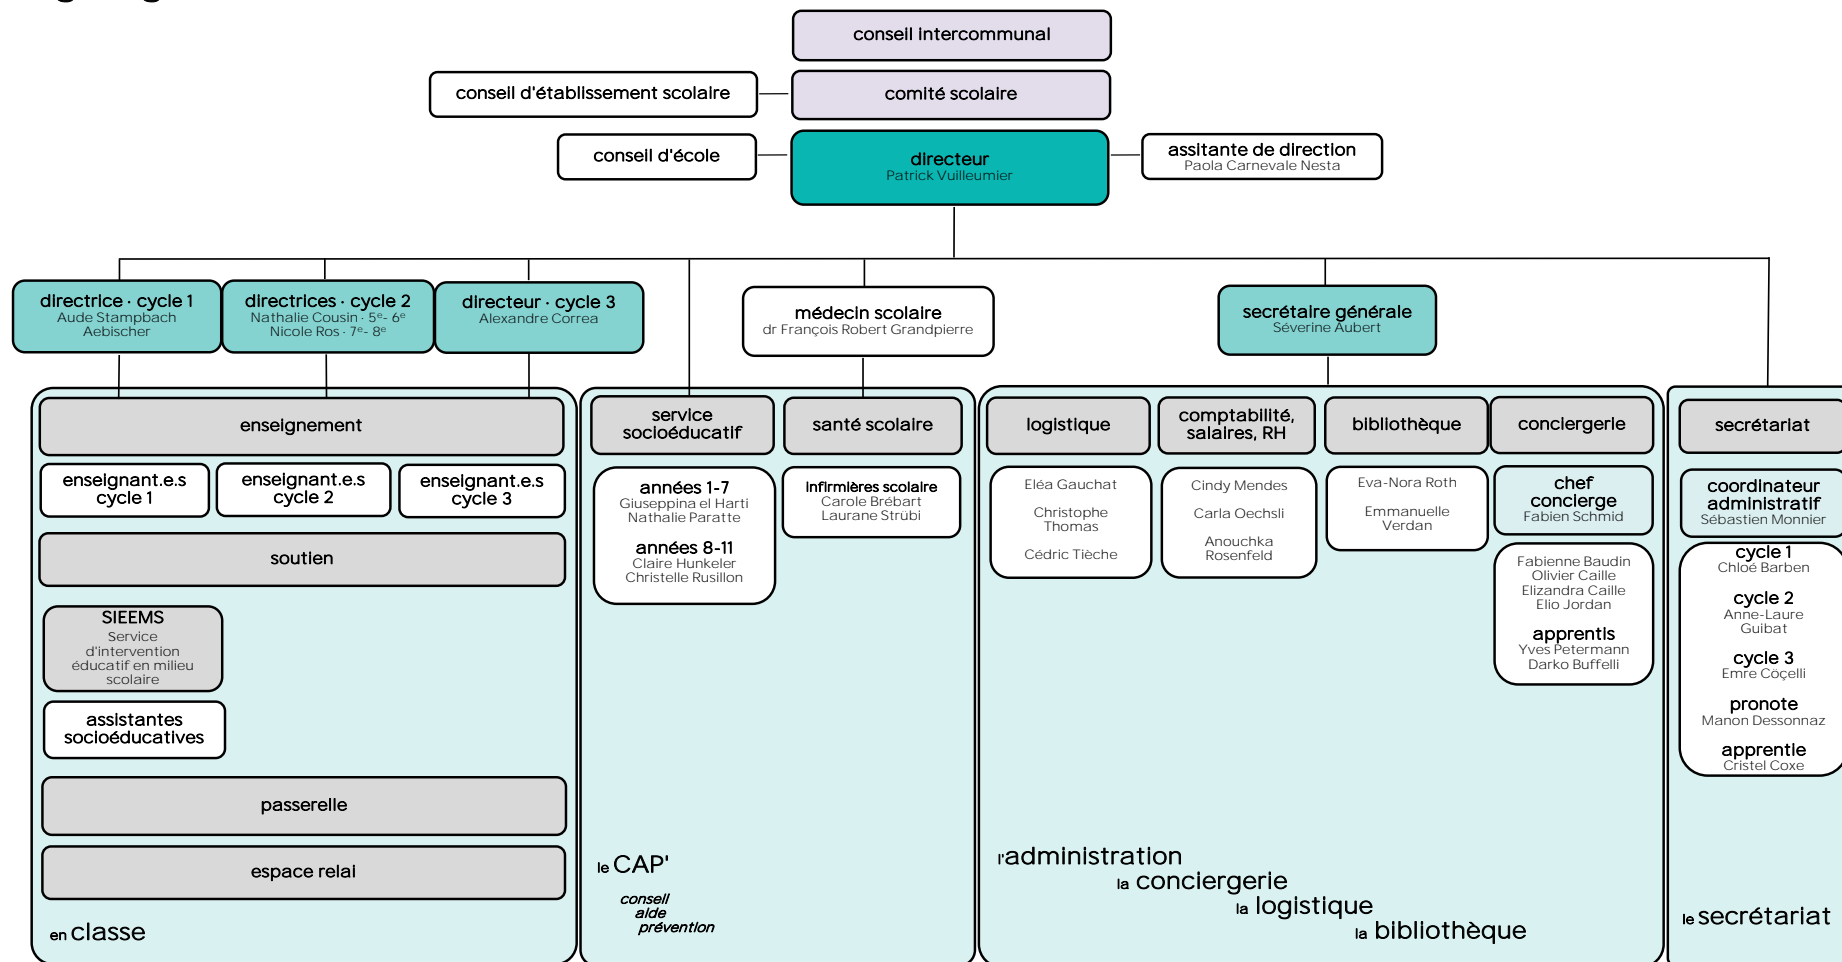 conseil intercommunal
conseil d'établissement scolaire
comité scolaire
conseil d'école
directeur
Patrick Vuilleumier
assitante de direction
Paola Carnevale Nesta
directrice · cycle 1
Aude Stampbach
Aebischer
directrices · cycle 2
Nathalie Cousin · 5e- 6e
Nicole Ros · 7e- 8e
directeur · cycle 3
Alexandre Correa
médecin scolaire
dr François Robert Grandpierre
secrétaire générale
Séverine Aubert
enseignement
enseignant.e.s
cycle 1
enseignant.e.s
cycle 2
enseignant.e.s
cycle 3
soutien
SIEEMS
Service
d'intervention
éducatif en milieu
scolaire
assistantes
socioéducatives
passerelle
espace relai
en classe
service
socioéducatif
années 1-7
Giuseppina el Harti
Nathalie Paratte
années 8-11
Claire Hunkeler
Christelle Rusillon
santé scolaire
infirmières scolaire
Carole Brébart
Laurane Strübi
le CAP'
conseil
aide
prévention
logistique
Eléa Gauchat
Christophe
Thomas
Cédric Tièche
comptabilité,
salaires, RH
Cindy Mendes
Carla Oechsli
Anouchka
Rosenfeld
bibliothèque
Eva-Nora Roth
Emmanuelle
Verdan
conciergerie
chef
concierge
Fabien Schmid
Fabienne Baudin
Olivier Caille
Elizandra Caille
Elio Jordan
apprentis
Yves Petermann
Darko Buffelli
l'administration
la conciergerie
la logistique
la bibliothèque
secrétariat
coordinateur
administratif
Sébastien Monnier
cycle 1
Chloé Barben
cycle 2
Anne-Laure
Guibat
cycle 3
Emre Cöçelli
pronote
Manon Dessonnaz
apprentie
Cristel Coxe
le secrétariat